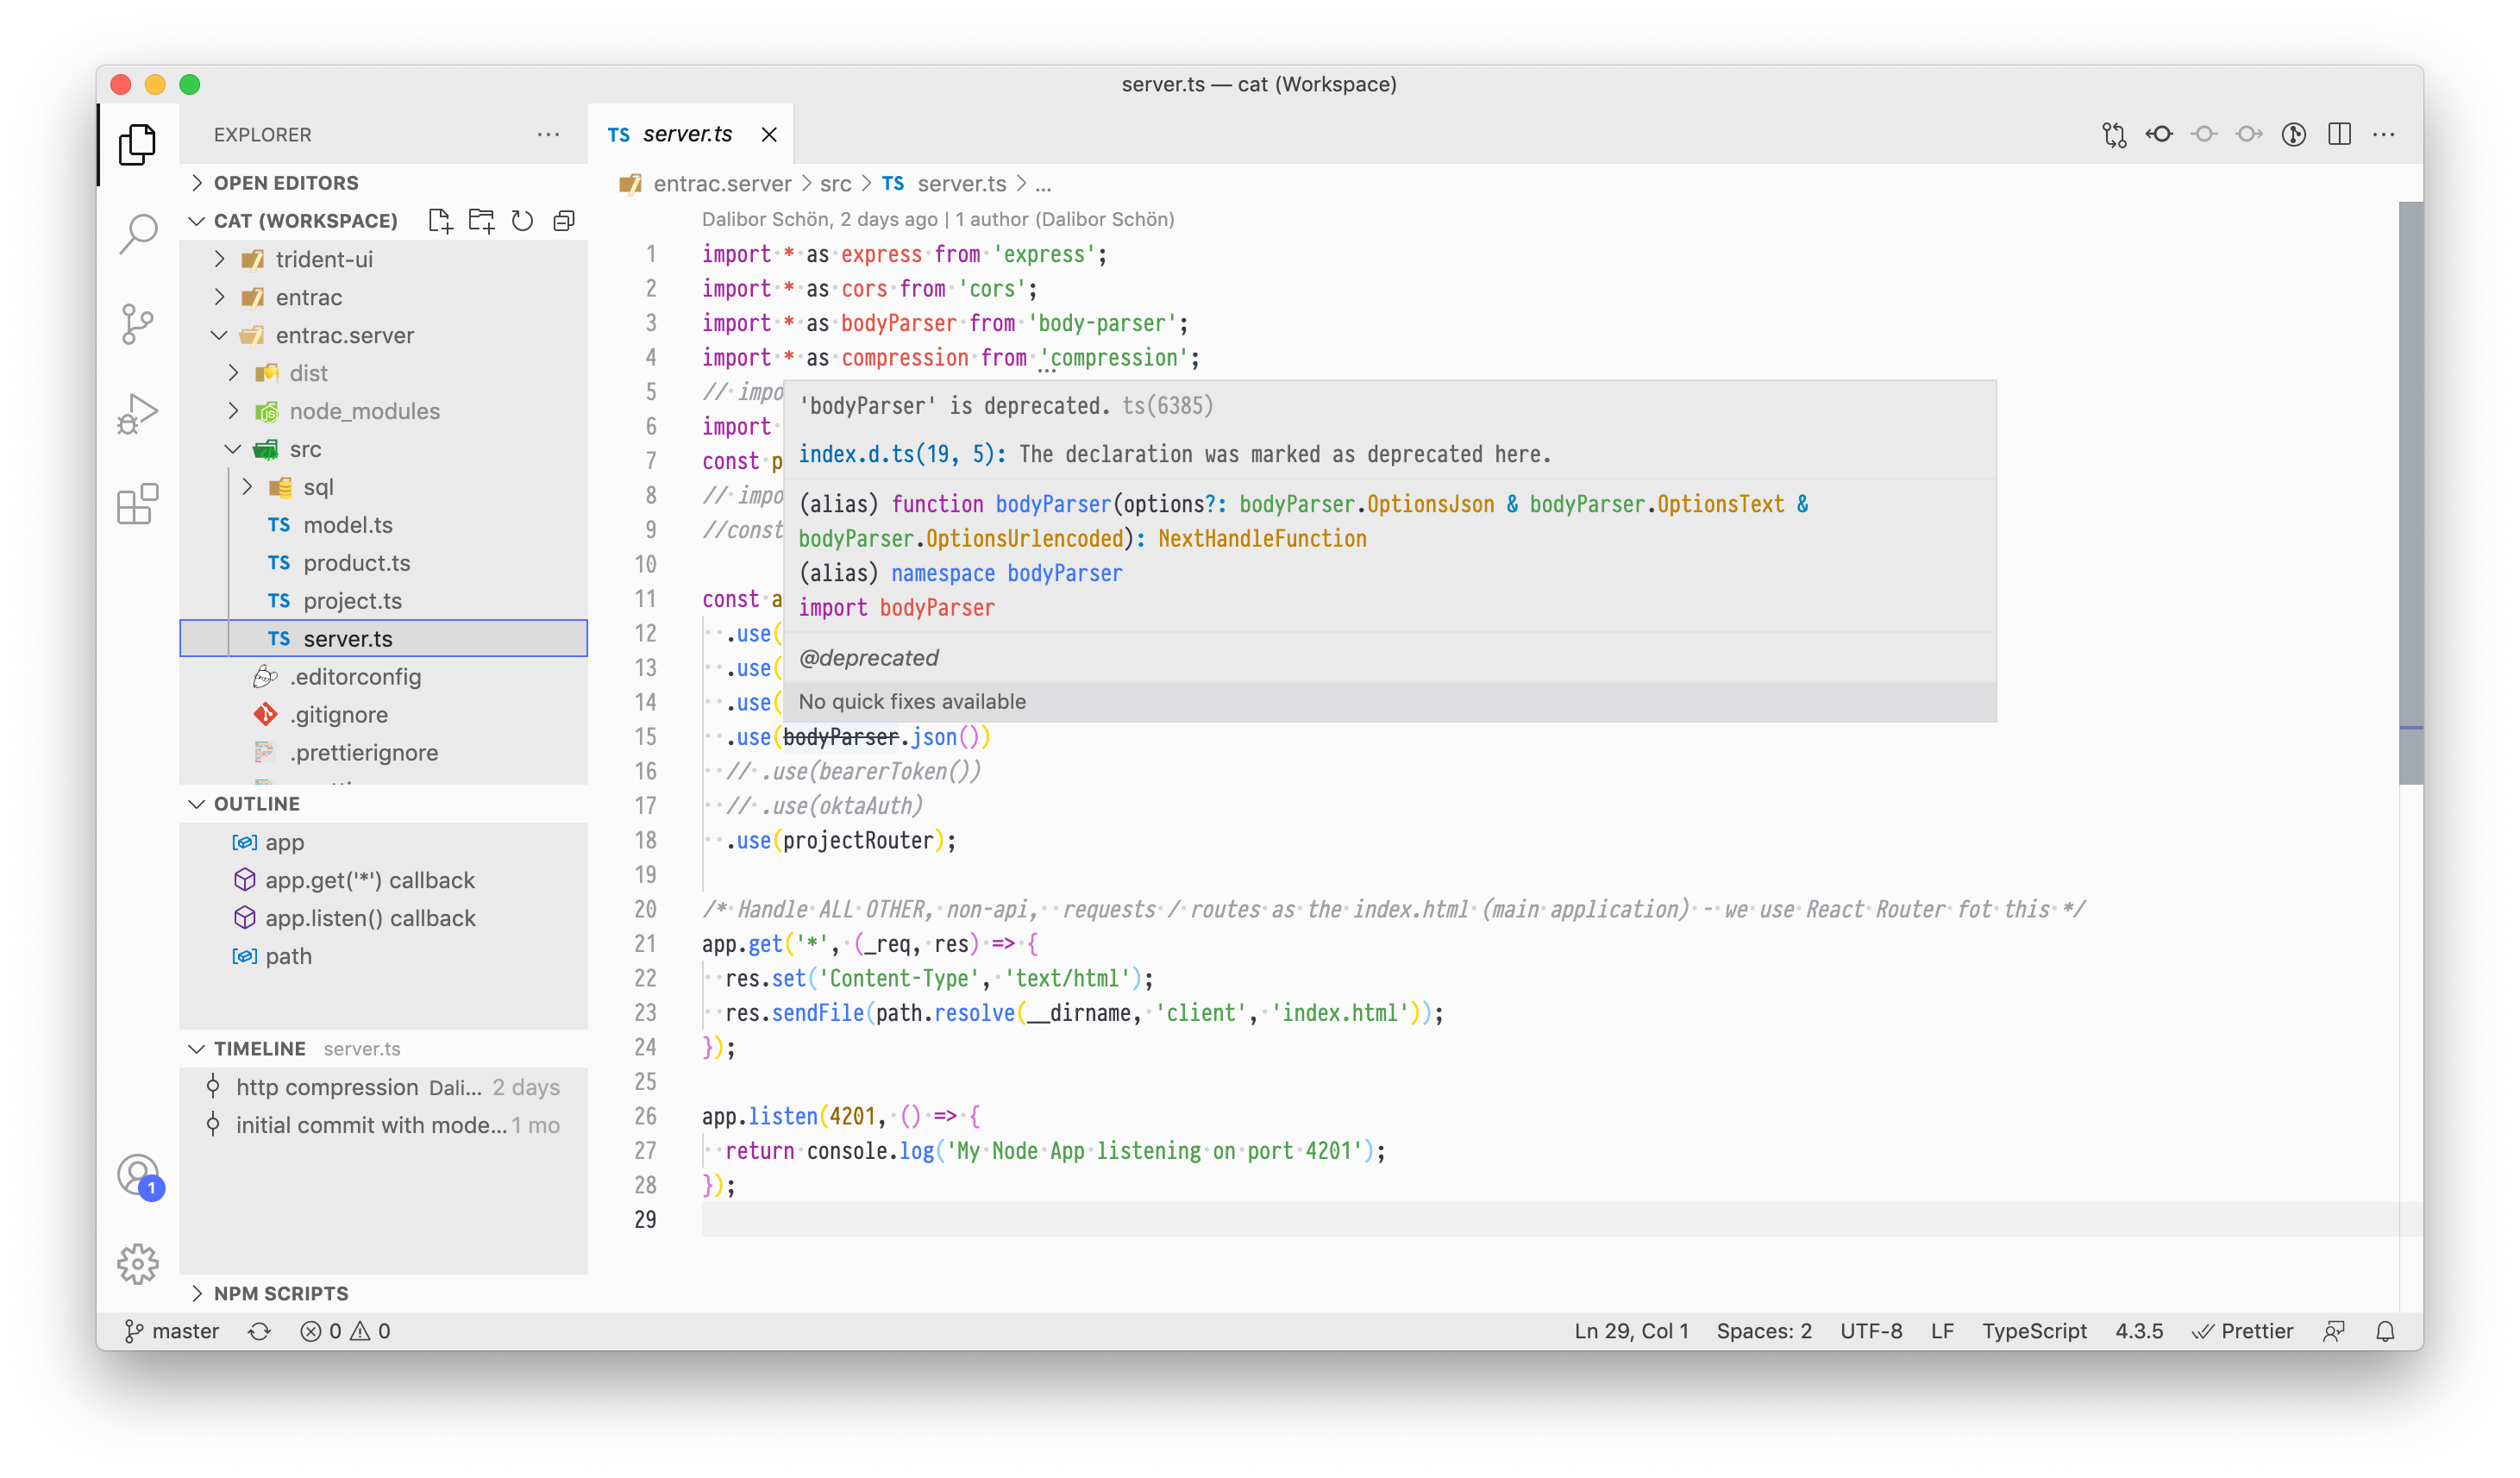 server.ts — cat (Workspace)
EXPLORER
OPEN EDITORS
CAT (WORKSPACE)
trident-ui
entrac
entrac.server
dist
node_modules
src
sql
TS model.ts
TS product.ts
TS project.ts
TS server.ts
.editorconfig
.gitignore
.prettierignore
OUTLINE
app
app.get('*') callback
app.listen() callback
path
TIMELINE server.ts
http compression Dali... 2 days
initial commit with mode... 1 mo
NPM SCRIPTS
1
TS server.ts
entrac.server > src > TS server.ts > ...
Dalibor Schön, 2 days ago | 1 author (Dalibor Schön)
1 import * as express from 'express';
2 import * as cors from 'cors';
3 import * as bodyParser from 'body-parser';
4 import * as compression from 'compression';
5 // impo
6 import
7 const p
8 // impo
9 //const
10
11 const a
12 .use(
13 .use(
14 .use(
'bodyParser' is deprecated. ts(6385)
index.d.ts(19, 5): The declaration was marked as deprecated here.
(alias) function bodyParser(options?: bodyParser.OptionsJson & bodyParser.OptionsText &
bodyParser.OptionsUrlencoded): NextHandleFunction
(alias) namespace bodyParser
import bodyParser
@deprecated
No quick fixes available
15 .use(bodyParser.json())
16 // .use(bearerToken())
17 // .use(oktaAuth)
18 .use(projectRouter);
19
20 /* Handle ALL OTHER, non-api,  requests / routes as the index.html (main application) - we use React Router fot this */
21 app.get('*', (_req, res) => {
22 res.set('Content-Type', 'text/html');
23 res.sendFile(path.resolve(__dirname, 'client', 'index.html'));
24 });
25
26 app.listen(4201, () => {
27 return console.log('My Node App listening on port 4201');
28 });
29
master 0 0
Ln 29, Col 1 Spaces: 2 UTF-8 LF TypeScript 4.3.5 Prettier